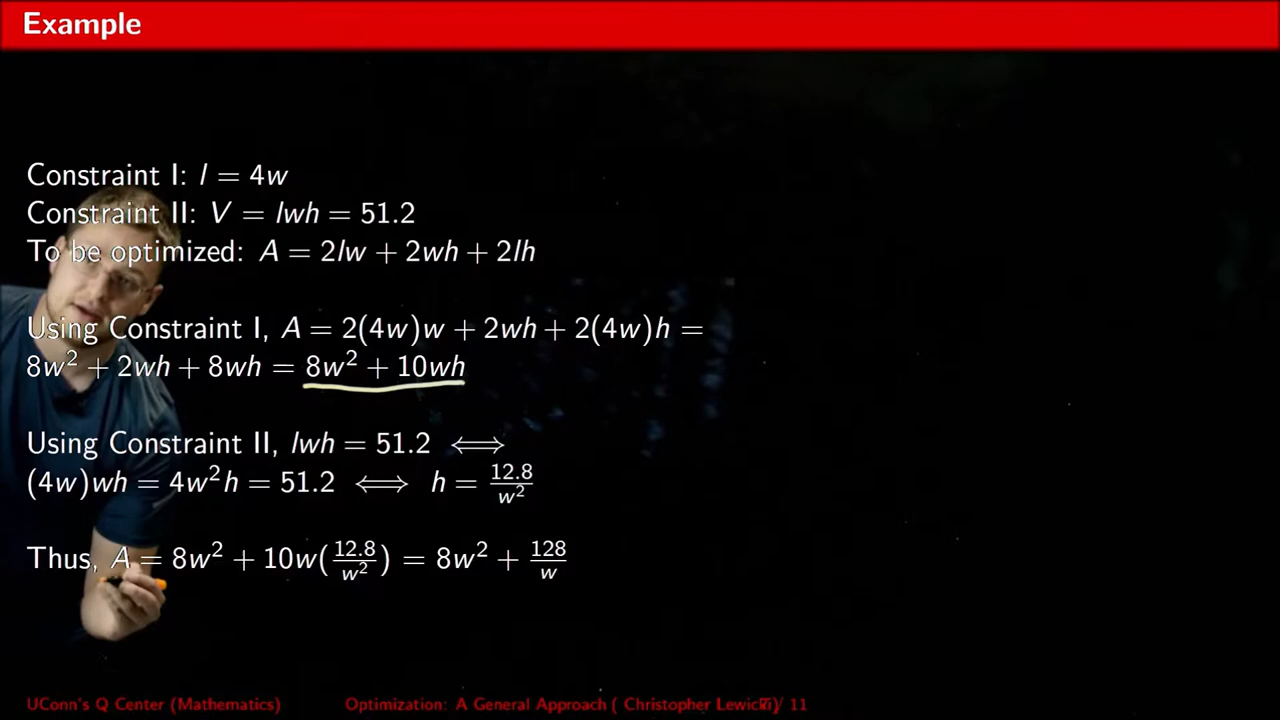 Example
Constraint I: l = 4w
Constraint II: V = lwh = 51.2
To be optimized: A = 2lw + 2wh + 2lh
Using Constraint I, A = 2(4w)w + 2wh + 2(4w)h =
8w² + 2wh + 8wh = 8w² + 10wh
Using Constraint II, lwh = 51.2 ⟺
(4w)wh = 4w²h = 51.2 ⟺ h = 12.8/w²
Thus, A = 8w² + 10w(12.8/w²) = 8w² + 128/w
UConn's Q Center (Mathematics) Optimization: A General Approach ( Christopher / 11